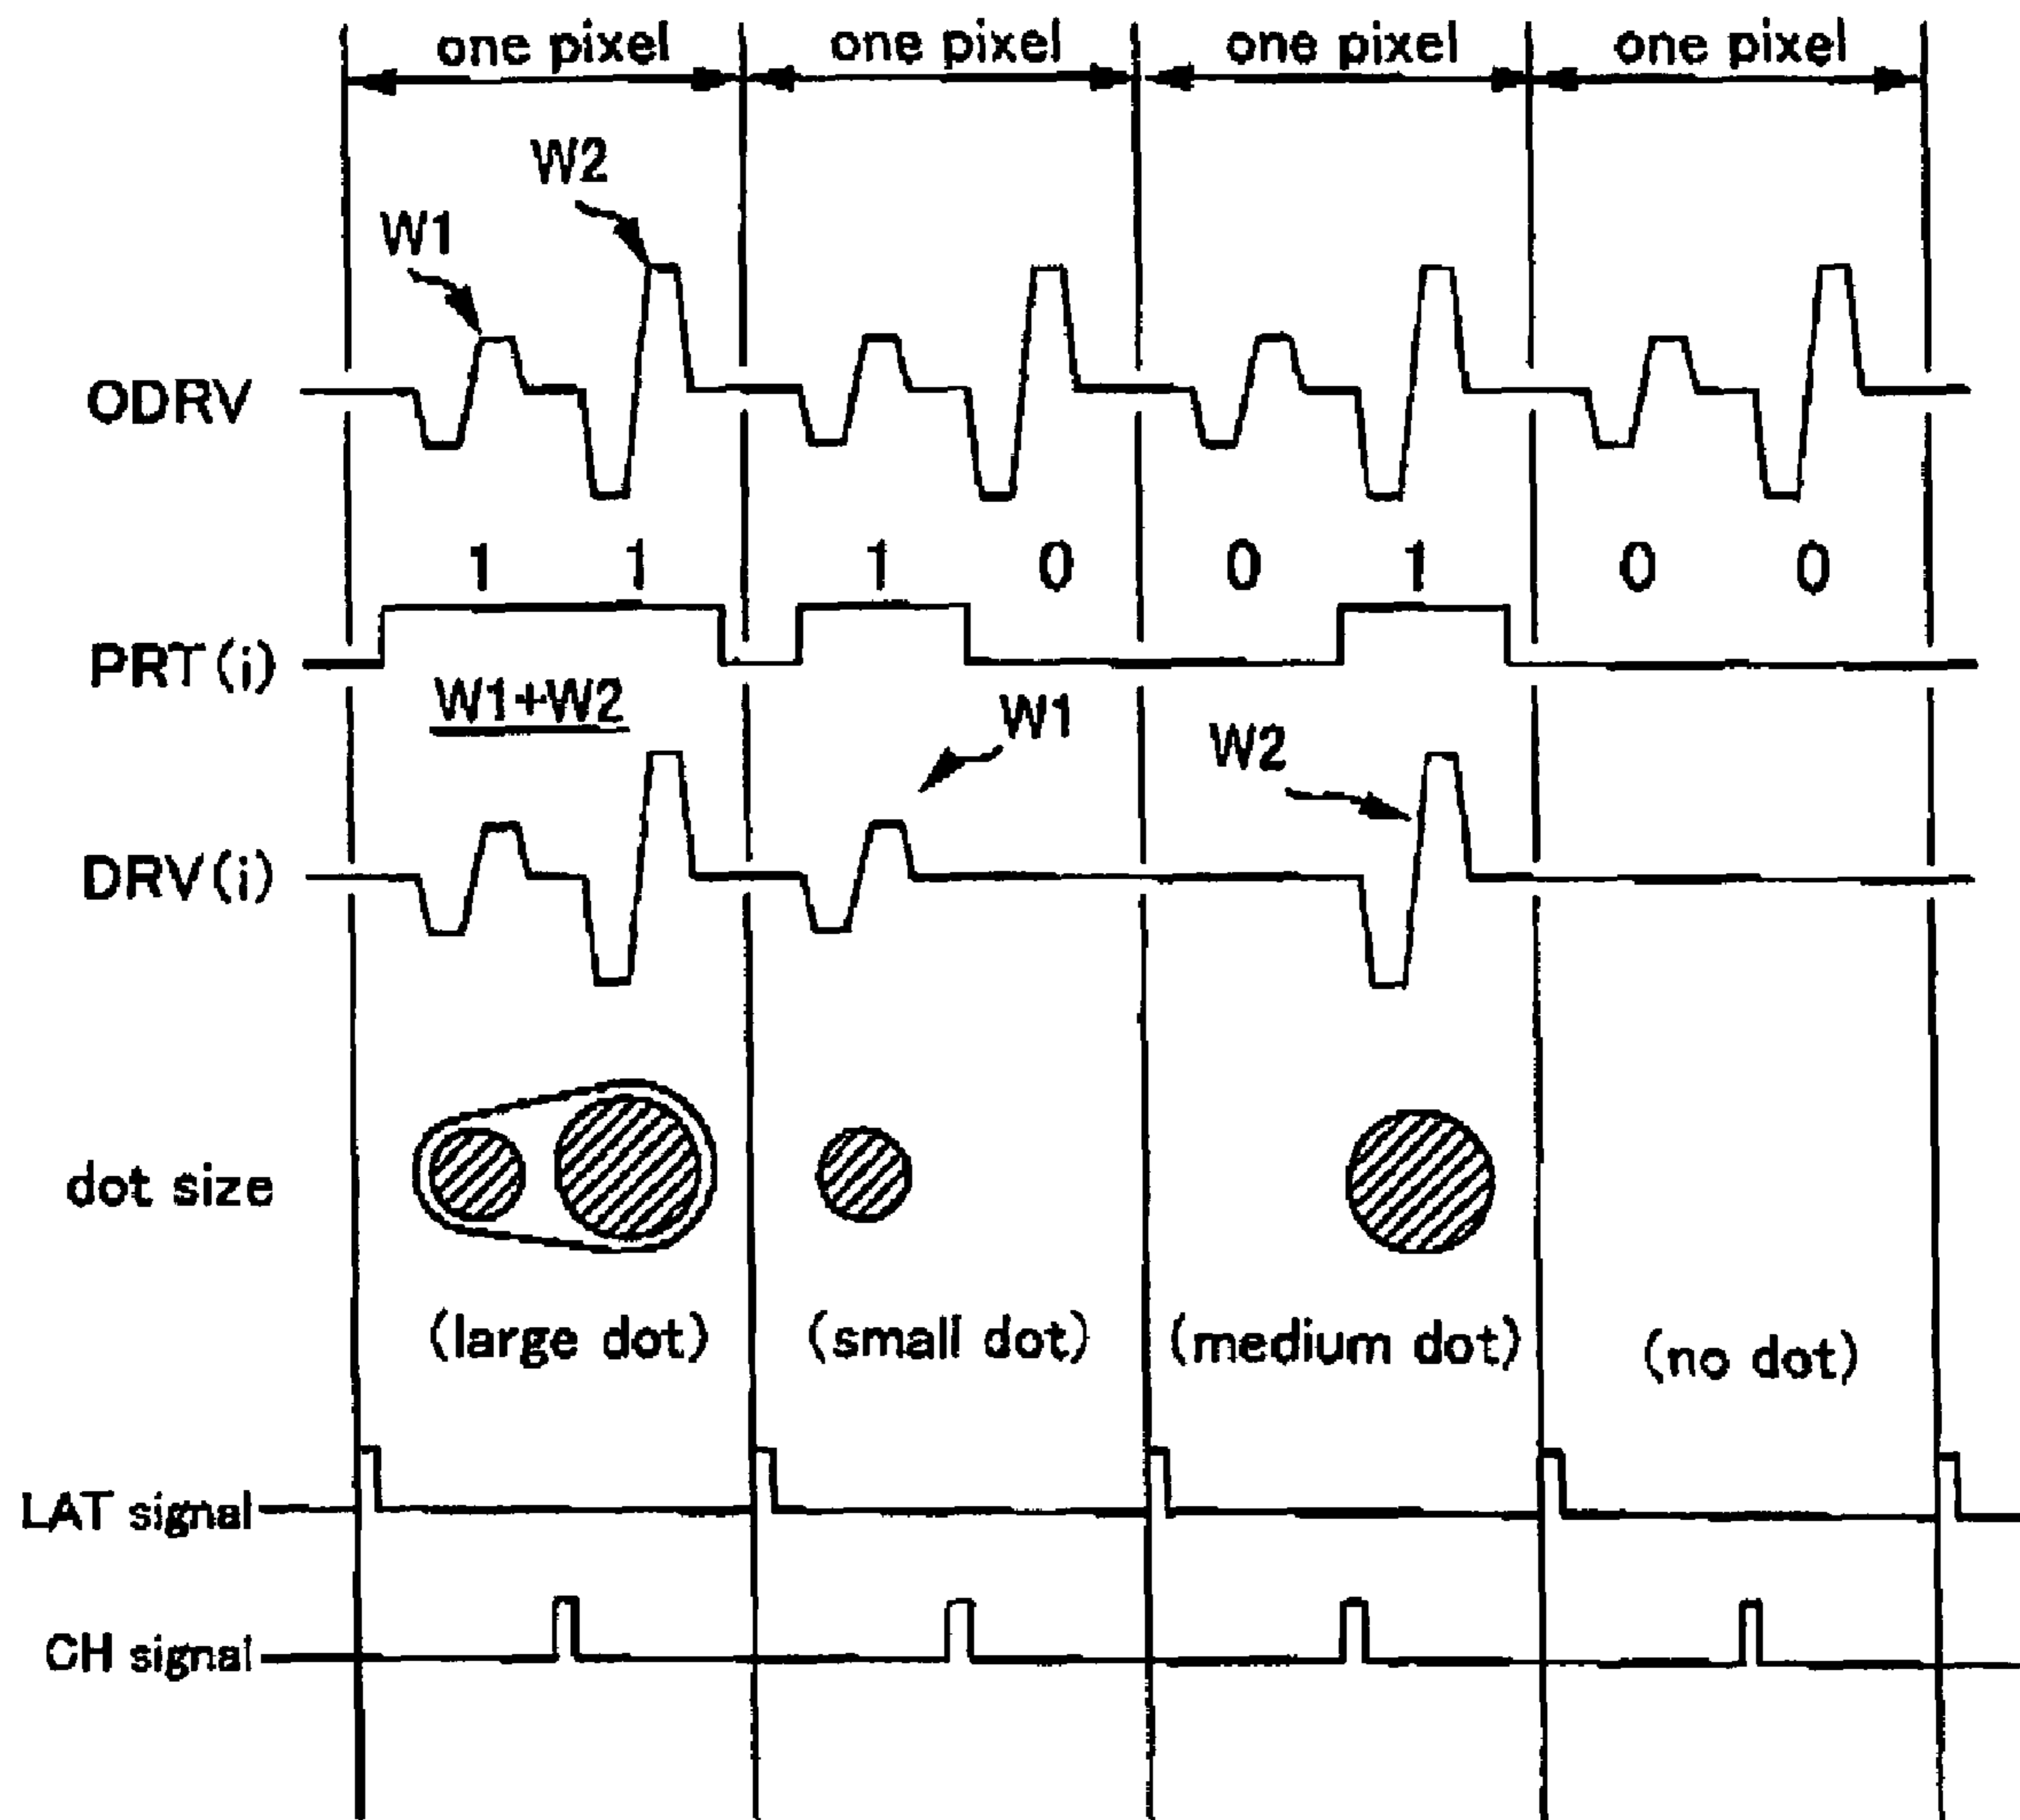 one pixel one pixel one pixel one pixel
W2
W1
ODRV
1 1 1 0 0 1 0 0
PRT(i)
W1+W2 W1 W2
DRV(i)
dot size
(large dot) (small dot) (medium dot) (no dot)
LAT signal
CH signal